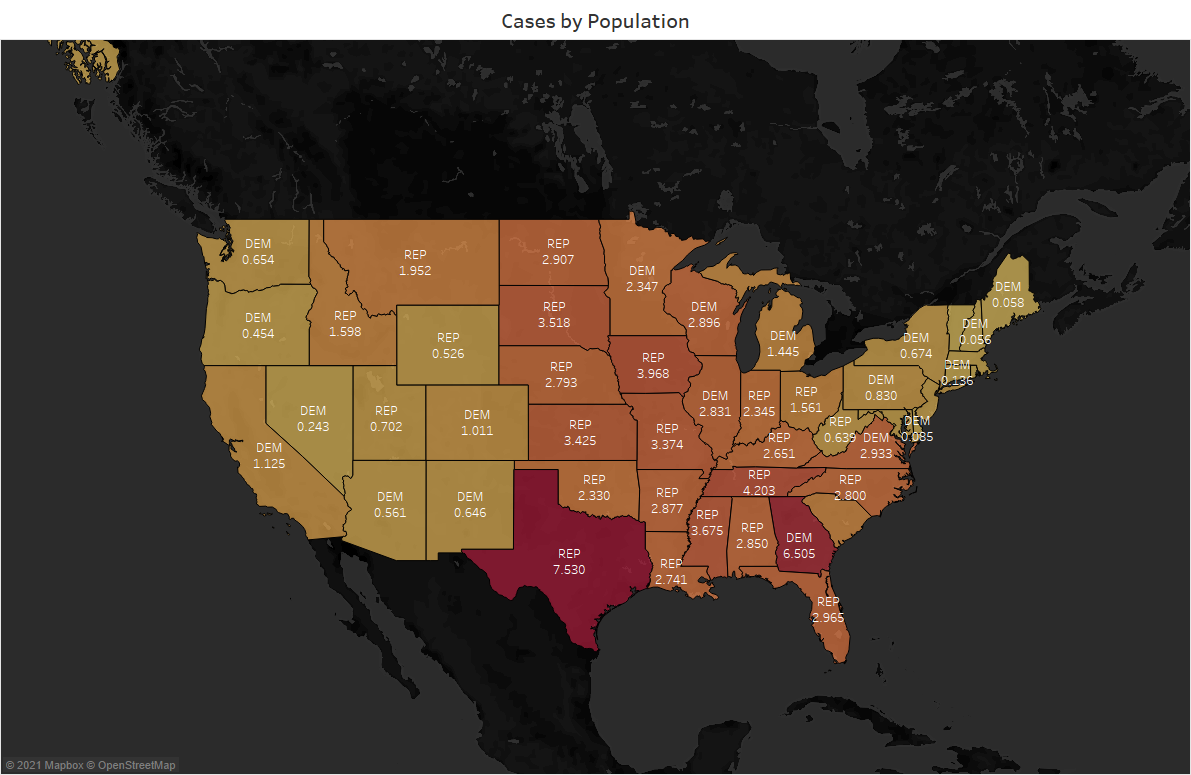 Cases by Population
DEM
0.654
REP
1.952
REP
2.907
DEM
2.347
DEM
0.058
DEM
0.454
REP
1.598
REP
0.526
REP
3.518
DEM
2.896
DEM
1.445
DEM
0.674
DEM
0.056
REP
3.968
REP
2.793
DEM
0.136
DEM
0.830
DEM
0.243
REP
0.702
DEM
1.011
REP
3.425
REP
3.374
DEM
2.831
REP
2.345
REP
1.561
REP
0.639
DEM
2.933
DEM
DEM
1.125
REP
2.651
DEM
0.561
DEM
0.646
REP
2.330
REP
2.877
REP
4.203
REP
2.800
REP
3.675
REP
2.850
DEM
6.505
REP
7.530
REP
2.741
REP
2.965
© 2021 Mapbox © OpenStreetMap